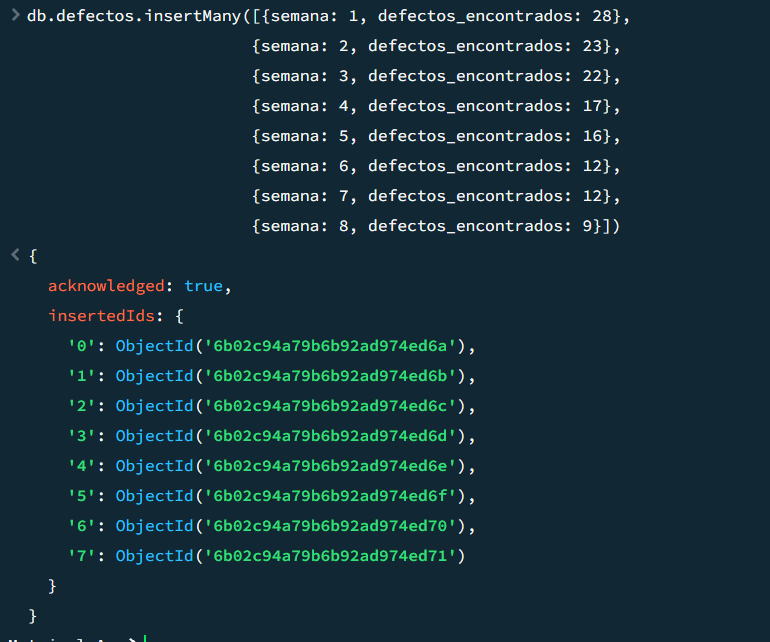 > db.defectos.insertMany([{semana: 1, defectos_encontrados: 28},
{semana: 2, defectos_encontrados: 23},
{semana: 3, defectos_encontrados: 22},
{semana: 4, defectos_encontrados: 17},
{semana: 5, defectos_encontrados: 16},
{semana: 6, defectos_encontrados: 12},
{semana: 7, defectos_encontrados: 12},
{semana: 8, defectos_encontrados: 9}])
< {
acknowledged: true,
insertedIds: {
'0': ObjectId('6b02c94a79b6b92ad974ed6a'),
'1': ObjectId('6b02c94a79b6b92ad974ed6b'),
'2': ObjectId('6b02c94a79b6b92ad974ed6c'),
'3': ObjectId('6b02c94a79b6b92ad974ed6d'),
'4': ObjectId('6b02c94a79b6b92ad974ed6e'),
'5': ObjectId('6b02c94a79b6b92ad974ed6f'),
'6': ObjectId('6b02c94a79b6b92ad974ed70'),
'7': ObjectId('6b02c94a79b6b92ad974ed71')
}
}